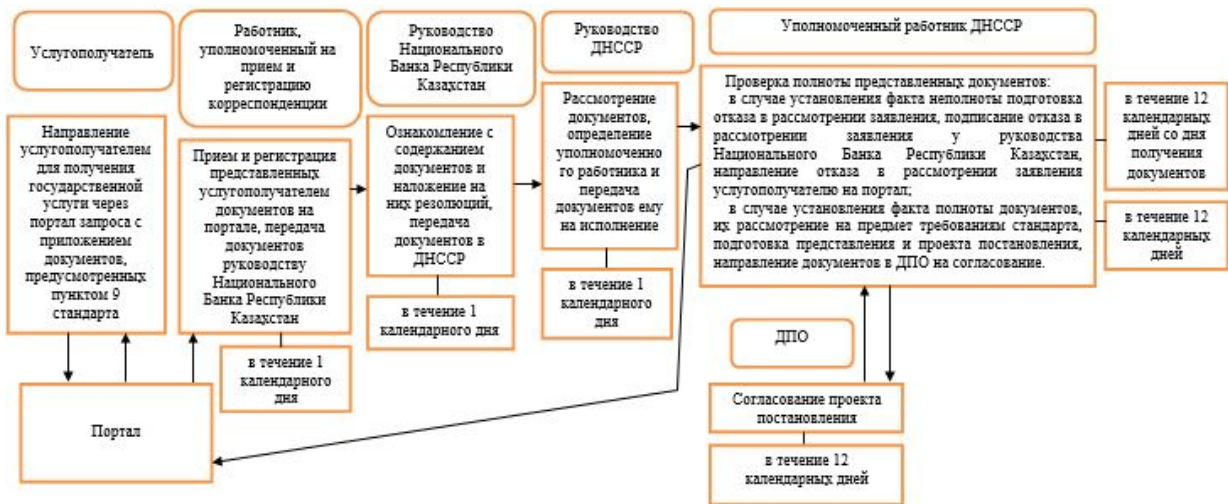 Услугополучатель
Работник,
уполномоченный на
прием и
регистрацию
корреспонденции
Руководство
Национального
Банка Республики
Казахстан
Руководство
ДНССР
Уполномоченный работник ДНССР
Направление
услугополучателем
для получения
государственной
услуги через
портал запроса с
приложением
документов,
предусмотренных
пунктом 9
стандарта
Прием и регистрация
представленных
услугополучателем
документов на
портале, передача
документов
руководству
Национального
Банка Республики
Казахстан
в течение 1
календарного
дня
Ознакомление с
содержанием
документов и
наложение на
них резолюций,
передача
документов в
ДНССР
в течение 1
календарного дня
Рассмотрение
документов,
определение
уполномоченно
го работника и
передача
документов ему
на исполнение
в течение 1
календарного
дня
Проверка полноты представленных документов:
в случае установления факта неполноты подготовка
отказа в рассмотрении заявления, подписание отказа в
рассмотрении заявления у руководства
Национального Банка Республики Казахстан,
направление отказа в рассмотрении заявления
услугополучателю на портал;
в случае установления факта полноты документов,
их рассмотрение на предмет требованиям стандарта,
подготовка представления и проекта постановления,
направление документов в ДПО на согласование.
в течение 12
календарных
дней со дня
получения
документов
в течение 12
календарных
дней
ДПО
Согласование проекта
постановления
в течение 12
календарных дней
Портал